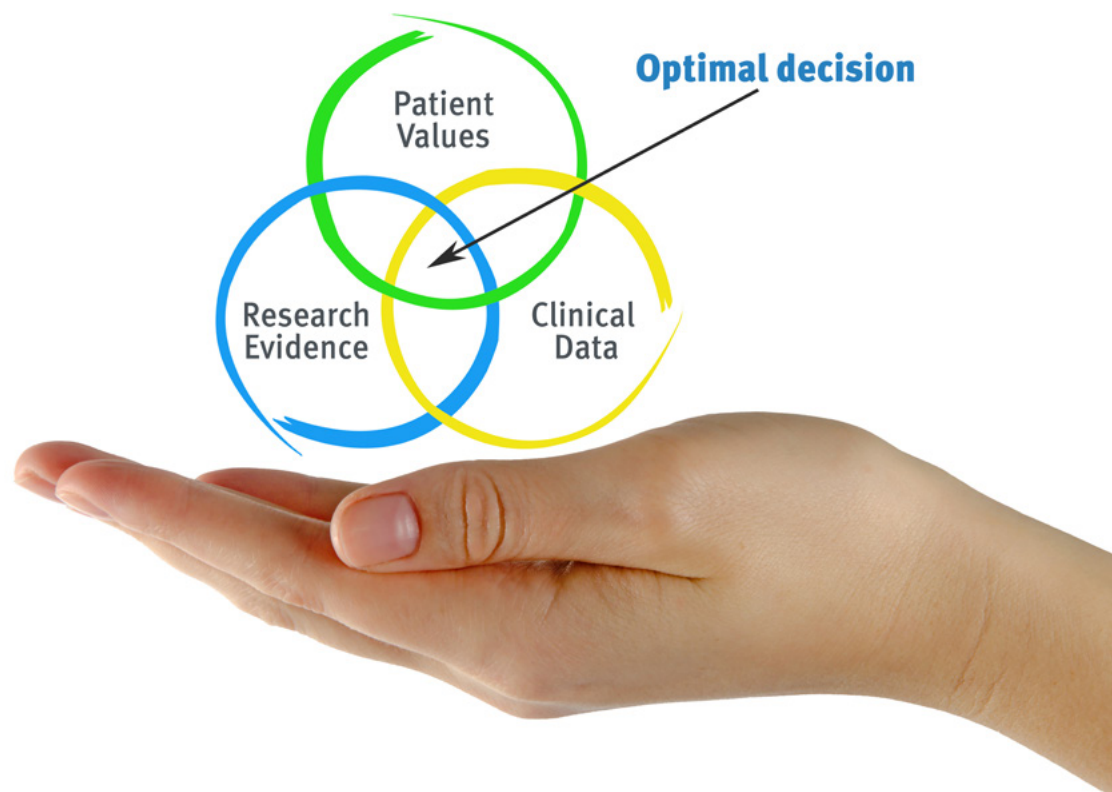 Optimal decision
Patient
Values
Research
Evidence
Clinical
Data